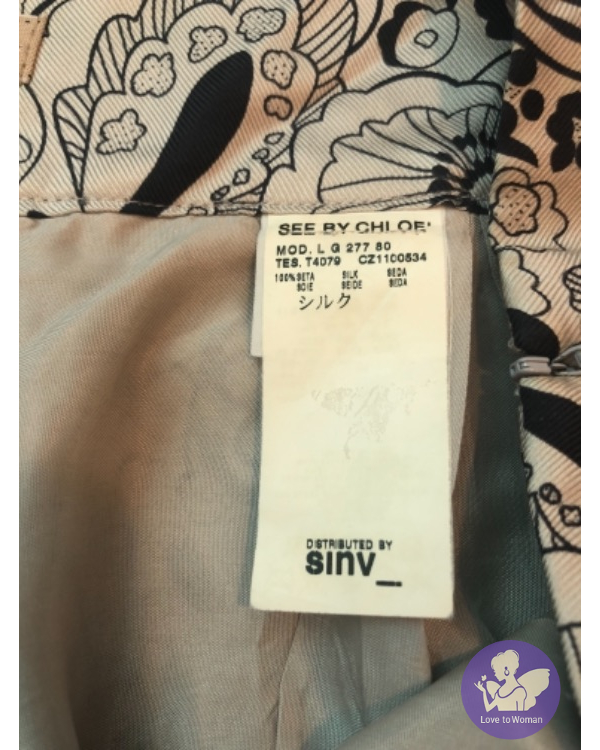 SEE BY CHLOE'
MOD. L G 277 80
TES. T4079 CZ1100534
100%SETA SILK SEDA
SOIE SEIDE SEDA
シルク
DISTRIBUTED BY
sinv_
Love to Woman